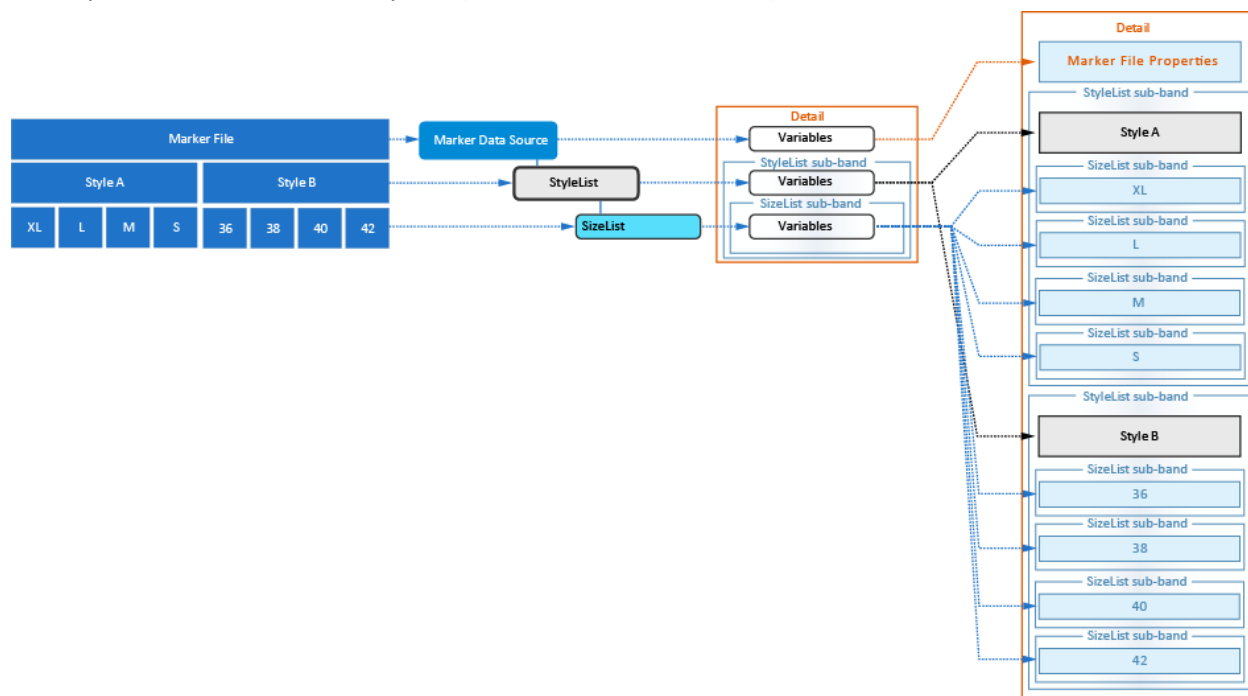 Marker File
Style A
Style B
XL
L
M
S
36
38
40
42
Marker Data Source
StyleList
SizeList
Detail
Variables
StyleList sub-band
Variables
SizeList sub-band
Variables
Detail
Marker File Properties
StyleList sub-band
Style A
SizeList sub-band
XL
SizeList sub-band
L
SizeList sub-band
M
SizeList sub-band
S
StyleList sub-band
Style B
SizeList sub-band
36
SizeList sub-band
38
SizeList sub-band
40
SizeList sub-band
42